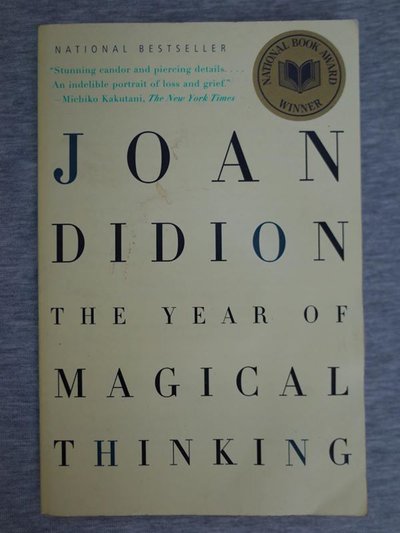 NATIONAL BESTSELLER
"Stunning candor and piercing details. . . .
An indelible portrait of loss and grief."
—Michiko Kakutani, The New York Times
NATIONAL BOOK AWARD
WINNER
JOAN
DIDION
THE YEAR OF
MAGICAL
THINKING